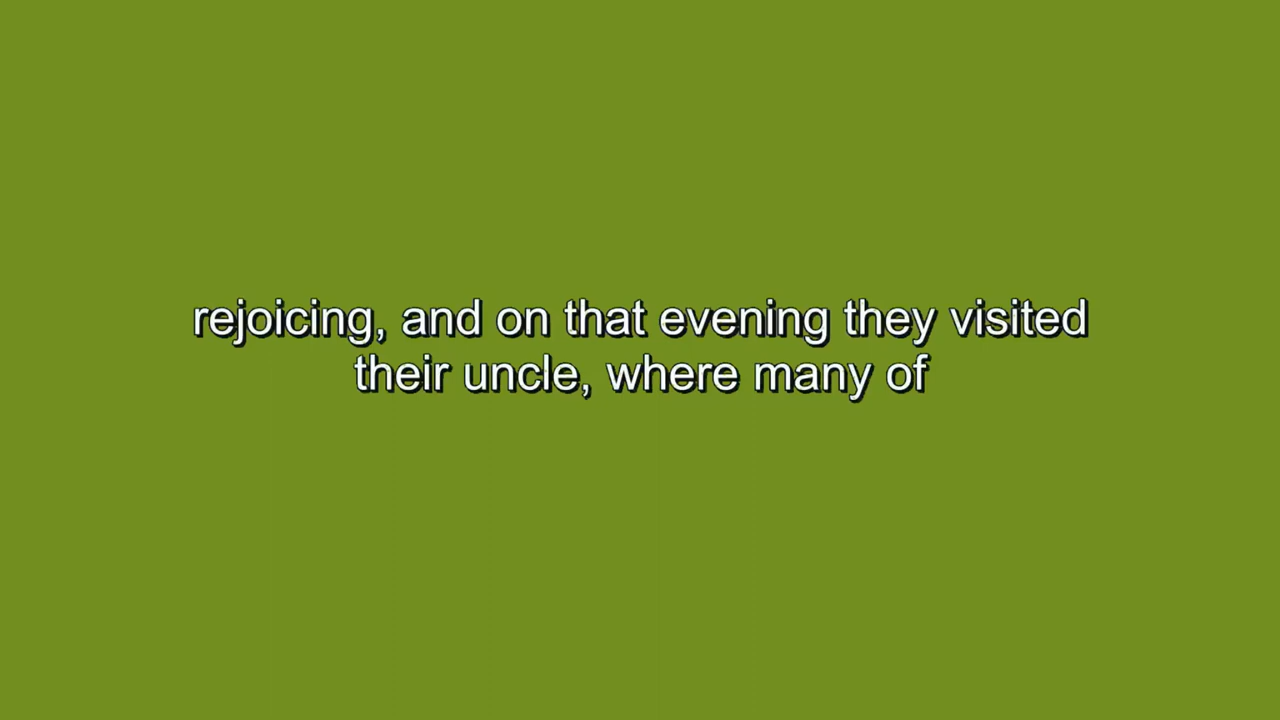 rejoicing, and on that evening they visited
their uncle, where many of